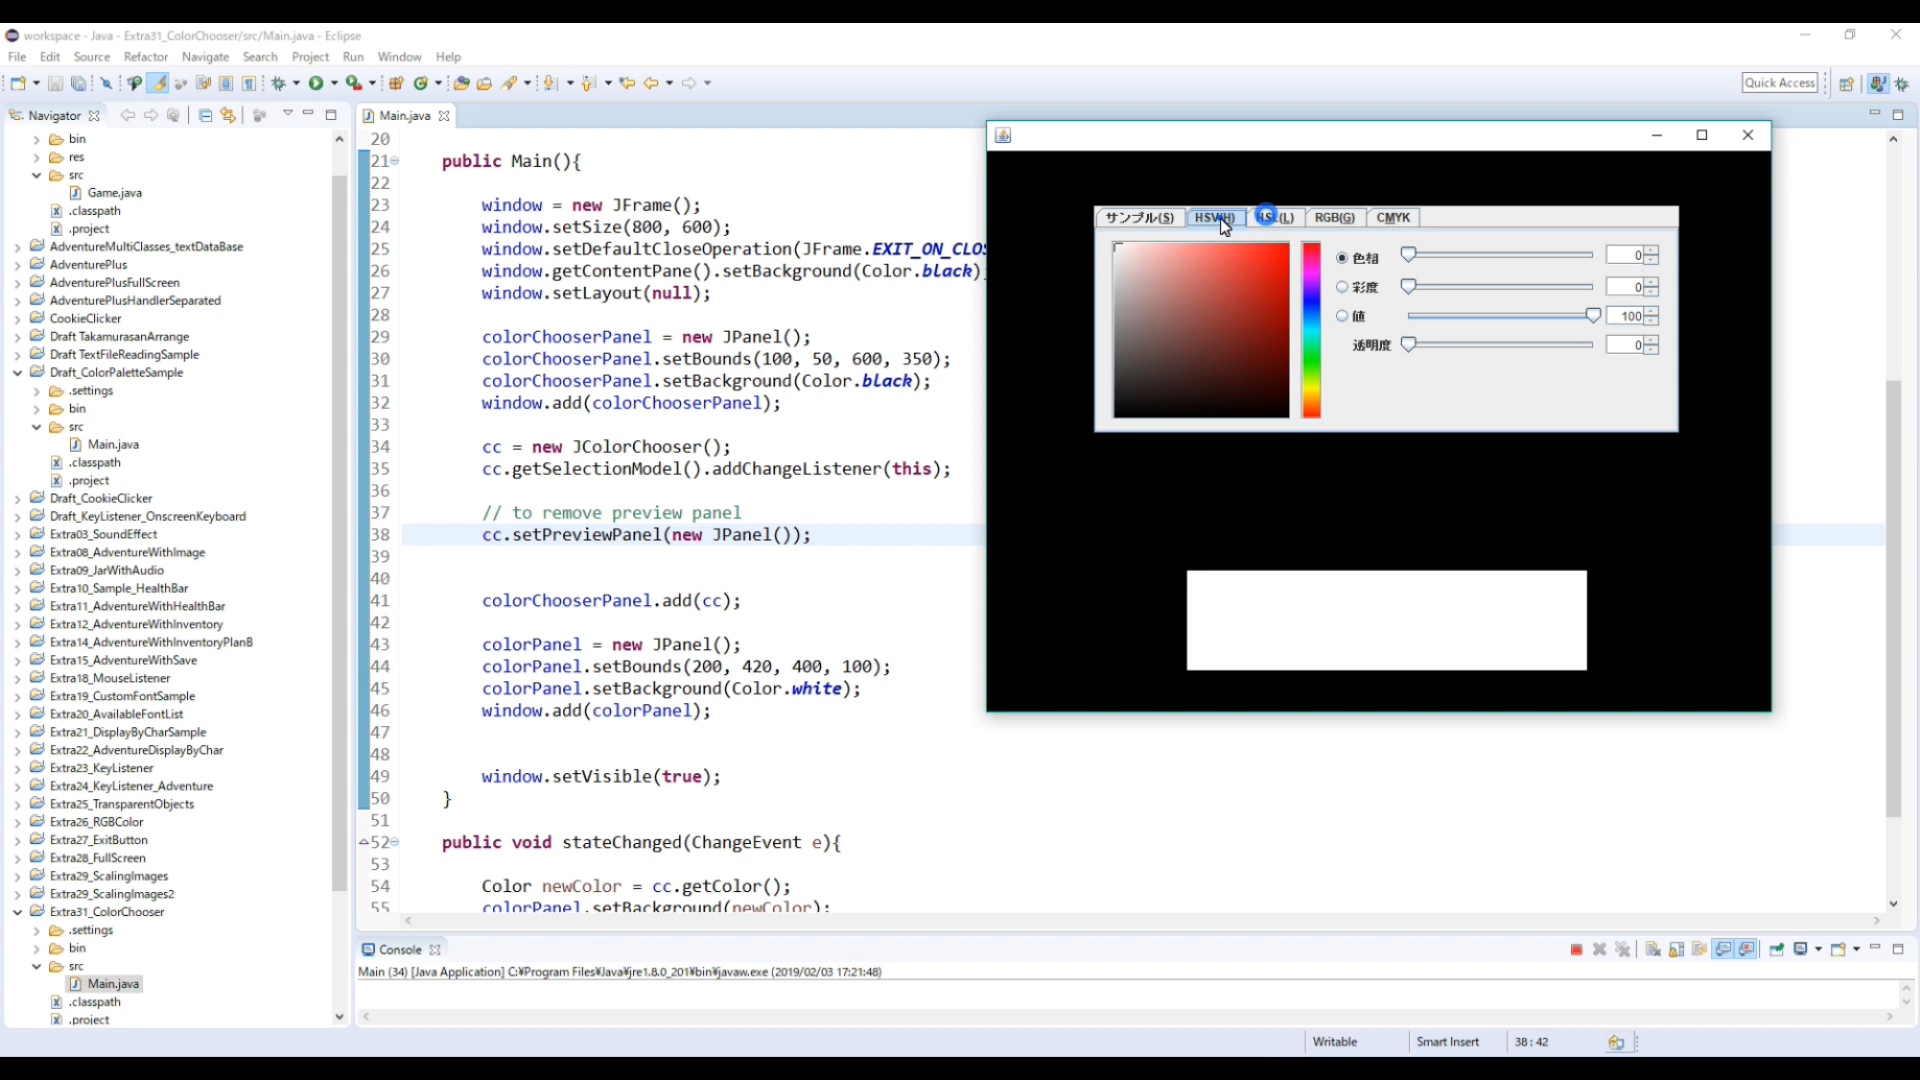 workspace - Java - Extra31_ColorChooser/src/Main.java - Eclipse
File Edit Source Refactor Navigate Search Project Run Window Help
Quick Access
Navigator
bin
res
src
Game.java
.classpath
.project
AdventureMultiClasses_textDataBase
AdventurePlus
AdventurePlusFullScreen
AdventurePlusHandlerSeparated
CookieClicker
Draft TakamurasanArrange
Draft TextFileReadingSample
Draft_ColorPaletteSample
.settings
bin
src
Main.java
.classpath
.project
Draft_CookieClicker
Draft_KeyListener_OnscreenKeyboard
Extra03_SoundEffect
Extra08_AdventureWithImage
Extra09_JarWithAudio
Extra10_Sample_HealthBar
Extra11_AdventureWithHealthBar
Extra12_AdventureWithInventory
Extra14_AdventureWithInventoryPlanB
Extra15_AdventureWithSave
Extra18_MouseListener
Extra19_CustomFontSample
Extra20_AvailableFontList
Extra21_DisplayByCharSample
Extra22_AdventureDisplayByChar
Extra23_KeyListener
Extra24_KeyListener_Adventure
Extra25_TransparentObjects
Extra26_RGBColor
Extra27_ExitButton
Extra28_FullScreen
Extra29_ScalingImages
Extra29_ScalingImages2
Extra31_ColorChooser
.settings
bin
src
Main.java
.classpath
.project
Main.java
20
21 public Main(){
22
23 window = new JFrame();
24 window.setSize(800, 600);
25 window.setDefaultCloseOperation(JFrame.EXIT_ON_CLOS
26 window.getContentPane().setBackground(Color.black)
27 window.setLayout(null);
28
29 colorChooserPanel = new JPanel();
30 colorChooserPanel.setBounds(100, 50, 600, 350);
31 colorChooserPanel.setBackground(Color.black);
32 window.add(colorChooserPanel);
33
34 cc = new JColorChooser();
35 cc.getSelectionModel().addChangeListener(this);
36
37 // to remove preview panel
38 cc.setPreviewPanel(new JPanel());
39
40
41 colorChooserPanel.add(cc);
42
43 colorPanel = new JPanel();
44 colorPanel.setBounds(200, 420, 400, 100);
45 colorPanel.setBackground(Color.white);
46 window.add(colorPanel);
47
48
49 window.setVisible(true);
50 }
51
52 public void stateChanged(ChangeEvent e){
53
54 Color newColor = cc.getColor();
55 colorPanel.setBackground(newColor);
サンプル(S) HSV(H) HSL(L) RGB(G) CMYK
色相 0
彩度 0
値 100
透明度 0
Console
Main (34) [Java Application] C:¥Program Files¥Java¥jre1.8.0_201¥bin¥javaw.exe (2019/02/03 17:21:48)
Writable Smart Insert 38 : 42